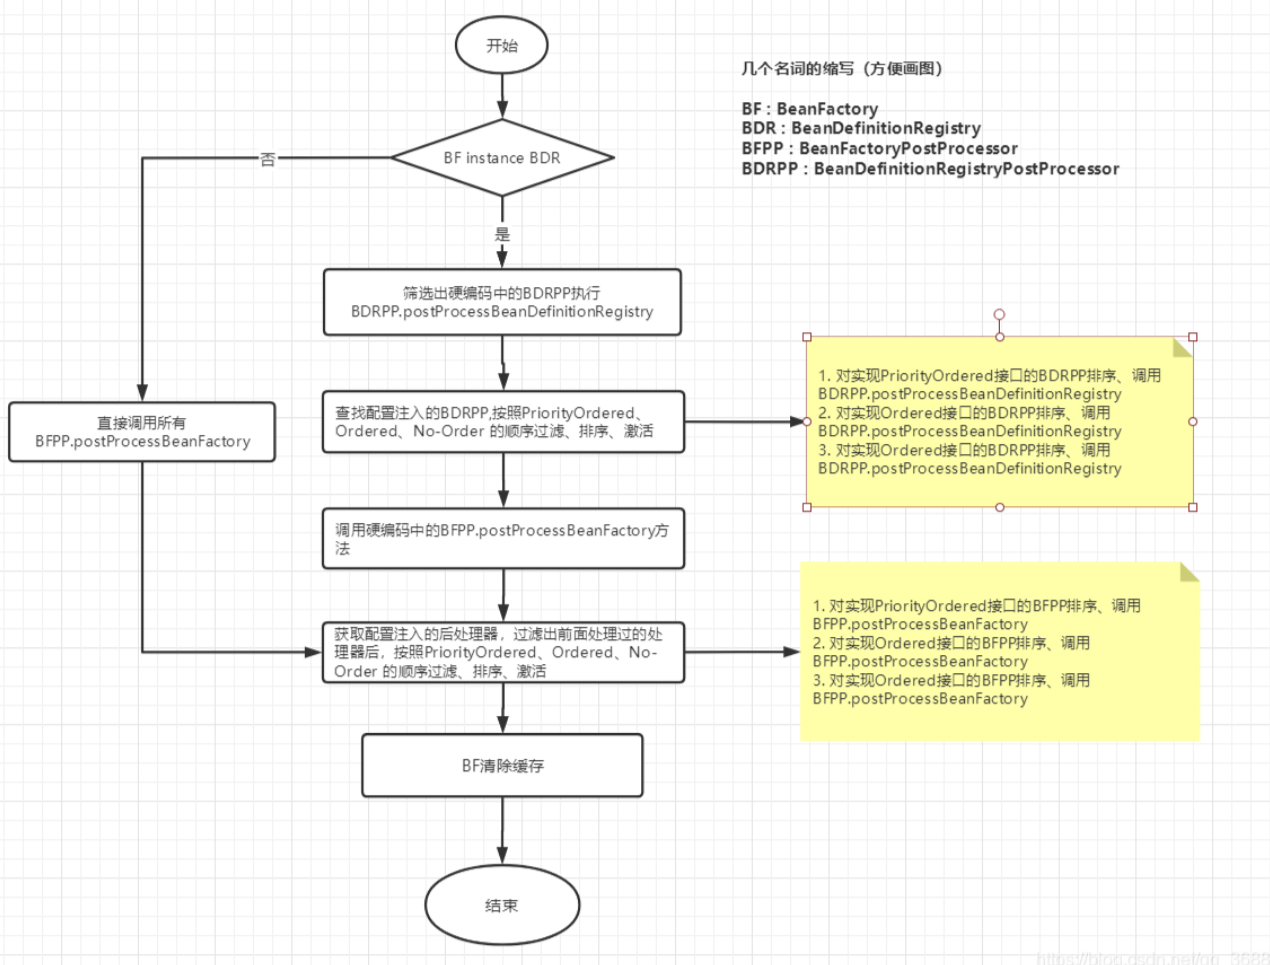 开始
几个名词的缩写（方便画图）
BF : BeanFactory
BDR : BeanDefinitionRegistry
BFPP : BeanFactoryPostProcessor
BDRPP : BeanDefinitionRegistryPostProcessor
BF instance BDR
否
是
筛选出硬编码中的BDRPP执行
BDRPP.postProcessBeanDefinitionRegistry
直接调用所有
BFPP.postProcessBeanFactory
查找配置注入的BDRPP,按照PriorityOrdered、
Ordered、No-Order 的顺序过滤、排序、激活
1. 对实现PriorityOrdered接口的BDRPP排序、调用
BDRPP.postProcessBeanDefinitionRegistry
2. 对实现Ordered接口的BDRPP排序、调用
BDRPP.postProcessBeanDefinitionRegistry
3. 对实现Ordered接口的BDRPP排序、调用
BDRPP.postProcessBeanDefinitionRegistry
调用硬编码中的BFPP.postProcessBeanFactory方
法
获取配置注入的后处理器，过滤出前面处理过的处
理器后，按照PriorityOrdered、Ordered、No-
Order 的顺序过滤、排序、激活
1. 对实现PriorityOrdered接口的BFPP排序、调用
BFPP.postProcessBeanFactory
2. 对实现Ordered接口的BFPP排序、调用
BFPP.postProcessBeanFactory
3. 对实现Ordered接口的BFPP排序、调用
BFPP.postProcessBeanFactory
BF清除缓存
结束
https://blog.csdn.net/qq_3688